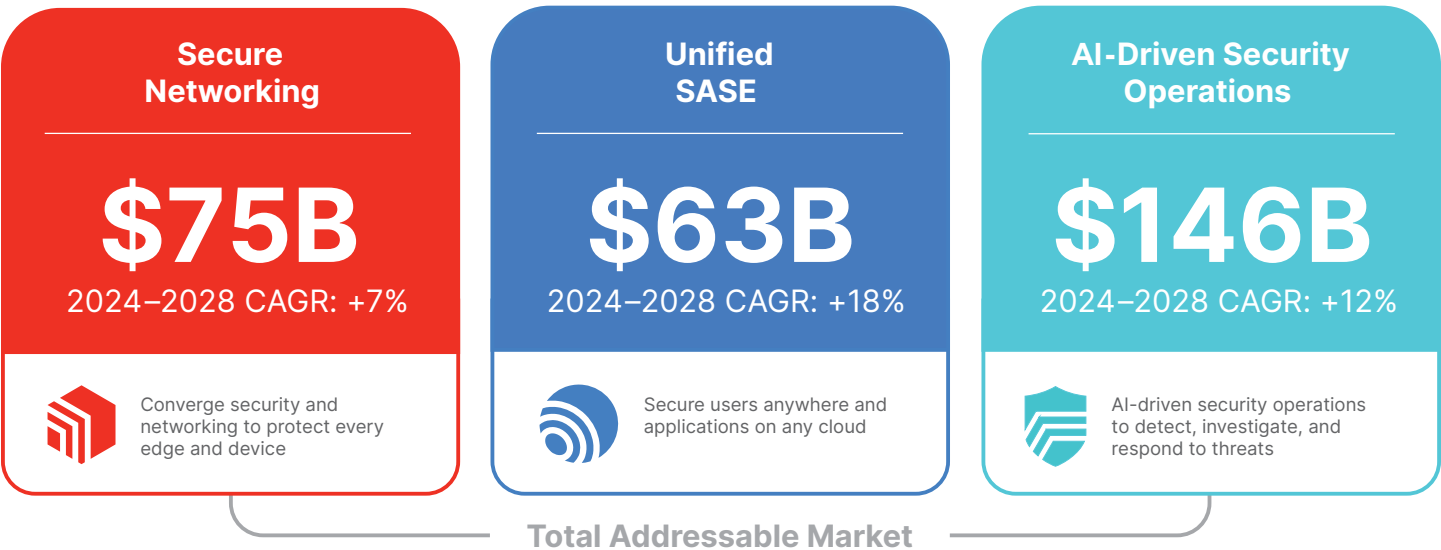 Secure
Networking
$75B
2024–2028 CAGR: +7%
Converge security and
networking to protect every
edge and device
Unified
SASE
$63B
2024–2028 CAGR: +18%
Secure users anywhere and
applications on any cloud
AI-Driven Security
Operations
$146B
2024–2028 CAGR: +12%
AI-driven security operations
to detect, investigate, and
respond to threats
Total Addressable Market